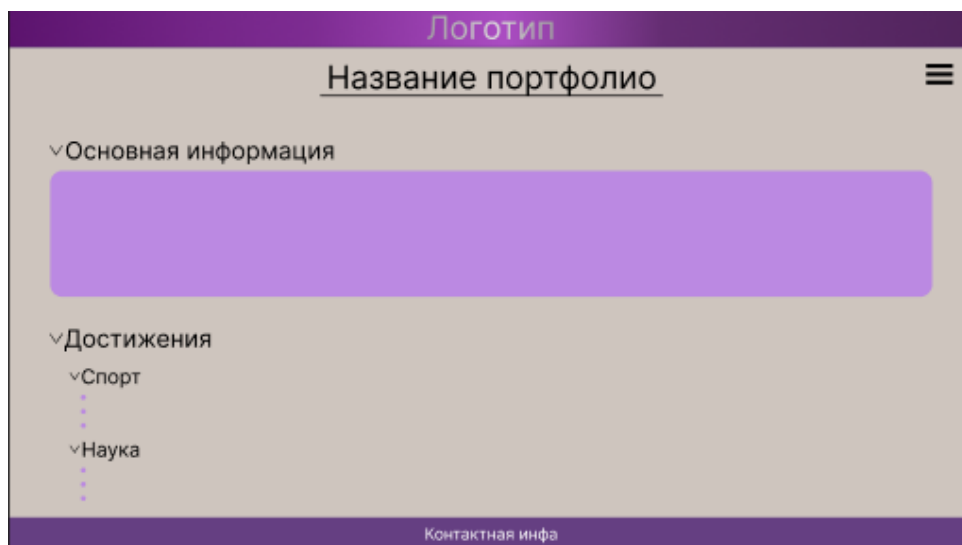 Логотип
Название портфолио
Основная информация
Достижения
Спорт
Наука
Контактная инфа